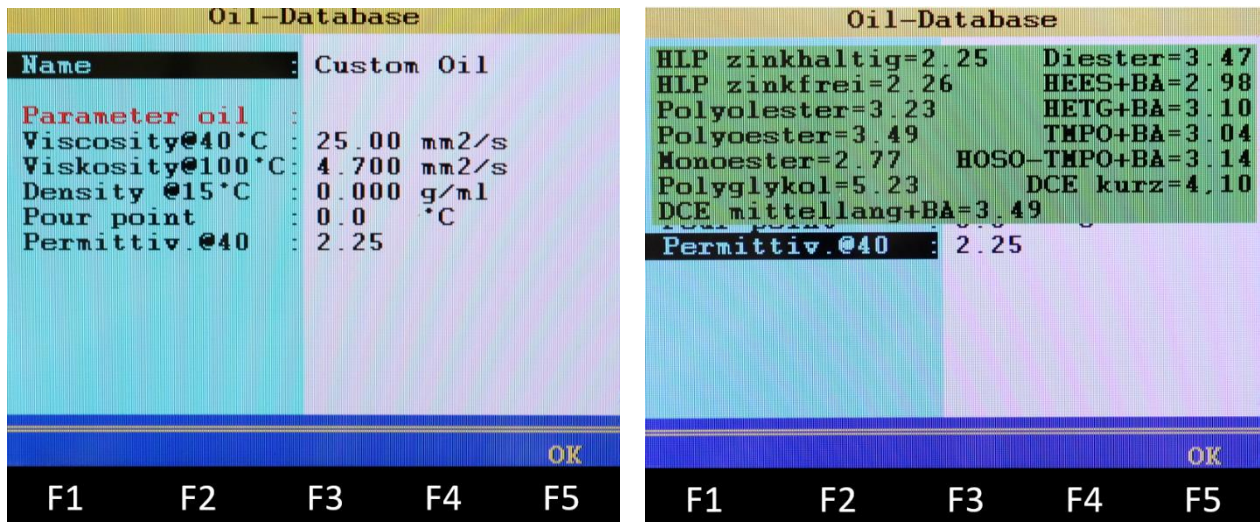 Oil-Database
Name : Custom Oil
Parameter oil :
Viscosity@40°C : 25.00 mm2/s
Viskosity@100°C: 4.700 mm2/s
Density @15°C : 0.000 g/ml
Pour point : 0.0 °C
Permittiv.@40 : 2.25
OK
F1 F2 F3 F4 F5
Oil-Database
HLP zinkhaltig=2.25 Diester=3.47
HLP zinkfrei=2.26 HEES+BA=2.98
Polyolester=3.23 HETG+BA=3.10
Polyoester=3.49 TMPO+BA=3.04
Monoester=2.77 HOSO-TMPO+BA=3.14
Polyglykol=5.23 DCE kurz=4,10
DCE mittellang+BA=3.49
Permittiv.@40 : 2.25
OK
F1 F2 F3 F4 F5